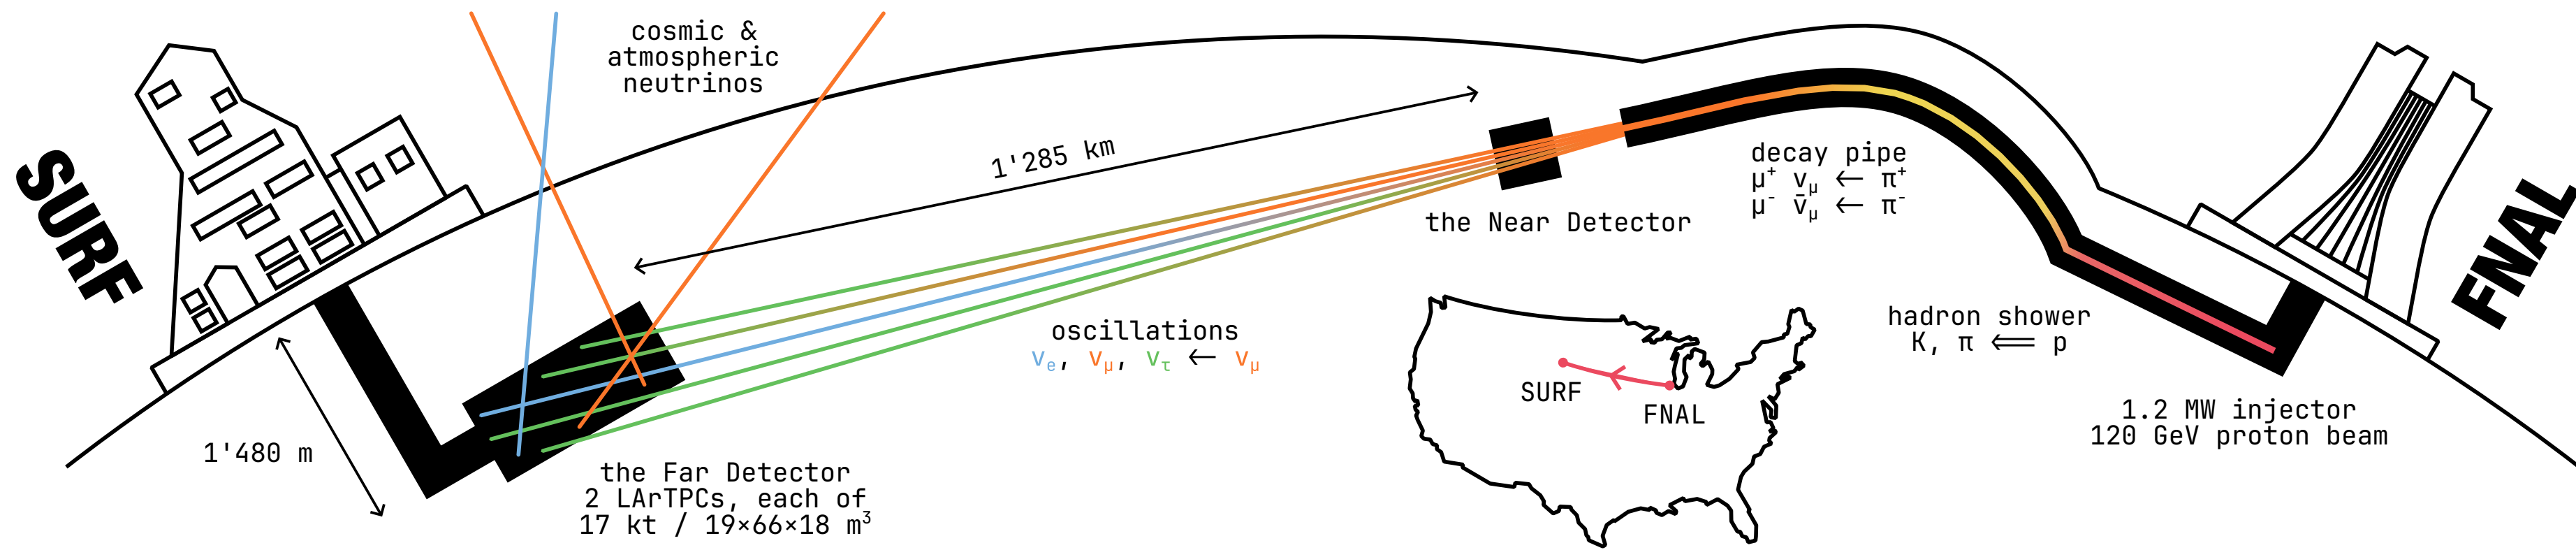 SURF
cosmic &
atmospheric
neutrinos
1'285 km
the Near Detector
decay pipe
μ⁺ ν_μ ← π⁺
μ⁻ ν̄_μ ← π⁻
FNAL
oscillations
ν_e, ν_μ, ν_τ ← ν_μ
SURF
FNAL
hadron shower
K, π ⟸ p
1.2 MW injector
120 GeV proton beam
1'480 m
the Far Detector
2 LArTPCs, each of
17 kt / 19×66×18 m³